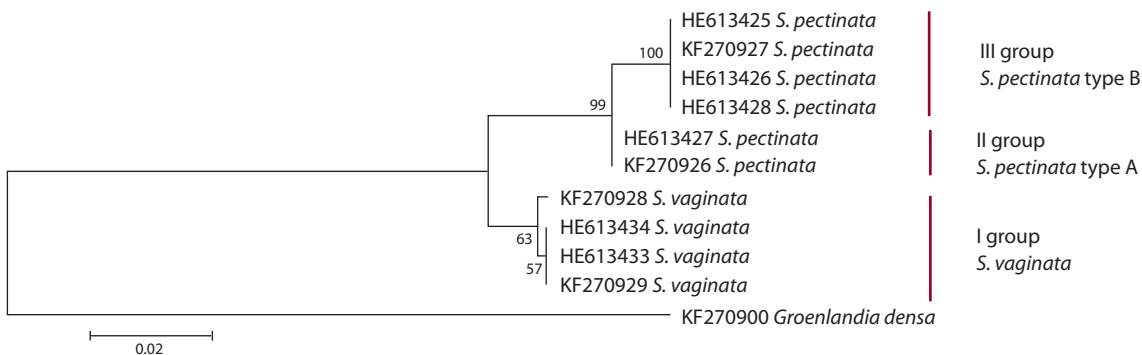 HE613425 S. pectinata
KF270927 S. pectinata
HE613426 S. pectinata
HE613428 S. pectinata
HE613427 S. pectinata
KF270926 S. pectinata
KF270928 S. vaginata
HE613434 S. vaginata
HE613433 S. vaginata
KF270929 S. vaginata
KF270900 Groenlandia densa
100
99
63
57
III group
S. pectinata type B
II group
S. pectinata type A
I group
S. vaginata
0.02